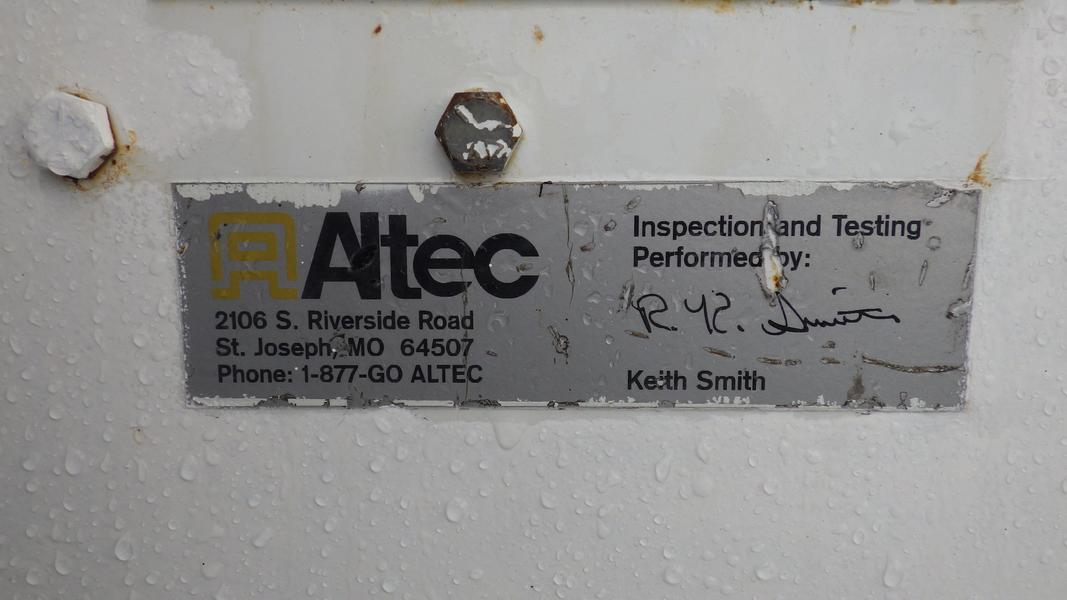 Altec
2106 S. Riverside Road
St. Joseph, MO 64507
Phone: 1-877-GO ALTEC
Inspection and Testing
Performed by:
R. K. Smith
Keith Smith